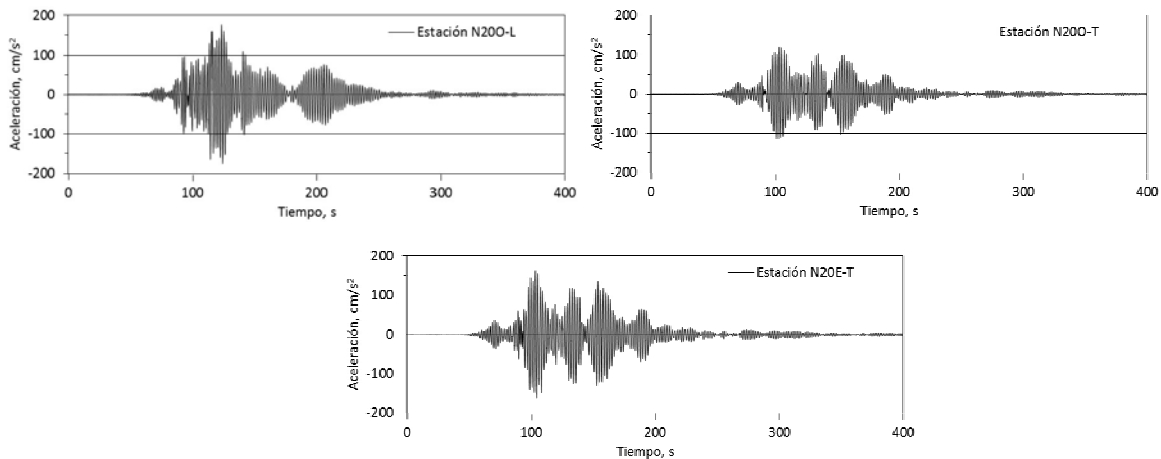 200
100
0
-100
-200
Aceleración, cm/s²
Estación N20O-L
0 100 200 300 400
Tiempo, s
200
100
0
-100
-200
Aceleración, cm/s²
Estación N20O-T
0 100 200 300 400
Tiempo, s
200
100
0
-100
-200
Aceleración, cm/s²
Estación N20E-T
0 100 200 300 400
Tiempo, s